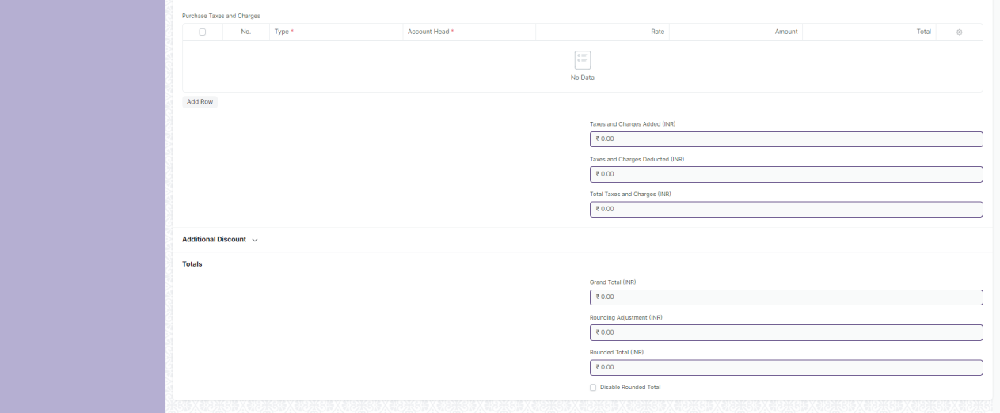 Purchase Taxes and Charges
No. Type * Account Head * Rate Amount Total
No Data
Add Row
Taxes and Charges Added (INR)
₹ 0.00
Taxes and Charges Deducted (INR)
₹ 0.00
Total Taxes and Charges (INR)
₹ 0.00
Additional Discount
Totals
Grand Total (INR)
₹ 0.00
Rounding Adjustment (INR)
₹ 0.00
Rounded Total (INR)
₹ 0.00
Disable Rounded Total